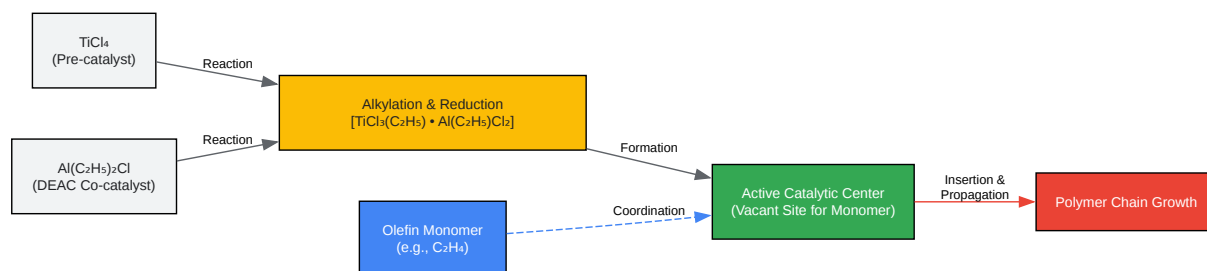 TiCl₄
(Pre-catalyst)
Reaction
Al(C₂H₅)₂Cl
(DEAC Co-catalyst)
Reaction
Alkylation & Reduction
[TiCl₃(C₂H₅) • Al(C₂H₅)Cl₂]
Formation
Olefin Monomer
(e.g., C₂H₄)
Coordination
Active Catalytic Center
(Vacant Site for Monomer)
Insertion &
Propagation
Polymer Chain Growth